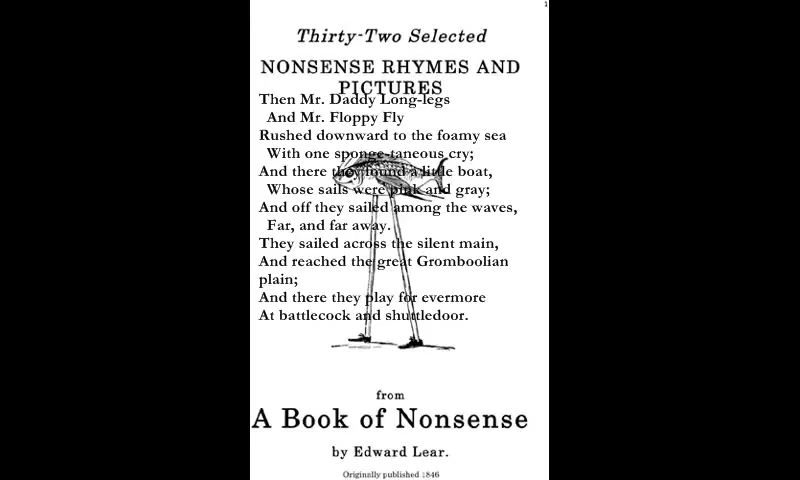 1
Thirty-Two Selected
NONSENSE RHYMES AND
PICTURES
Then Mr. Daddy Long-legs
And Mr. Floppy Fly
Rushed downward to the foamy sea
With one sponge-taneous cry;
And there they found a little boat,
Whose sails were pink and gray;
And off they sailed among the waves,
Far, and far away.
They sailed across the silent main,
And reached the great Gromboolian
plain;
And there they play for evermore
At battlecock and shuttledoor.
from
A Book of Nonsense
by Edward Lear.
Originally published 1846